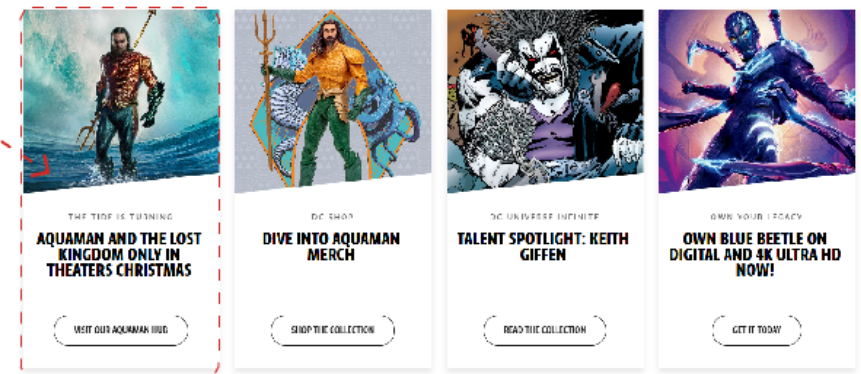 THE TIDE IS TURNING
AQUAMAN AND THE LOST
KINGDOM ONLY IN
THEATERS CHRISTMAS
VISIT OUR AQUAMAN HUB
DC SHOP
DIVE INTO AQUAMAN
MERCH
SHOP THE COLLECTION
DC UNIVERSE INFINITE
TALENT SPOTLIGHT: KEITH
GIFFEN
READ THE COLLECTION
OWN YOUR LEGACY
OWN BLUE BEETLE ON
DIGITAL AND 4K ULTRA HD
NOW!
GET IT TODAY